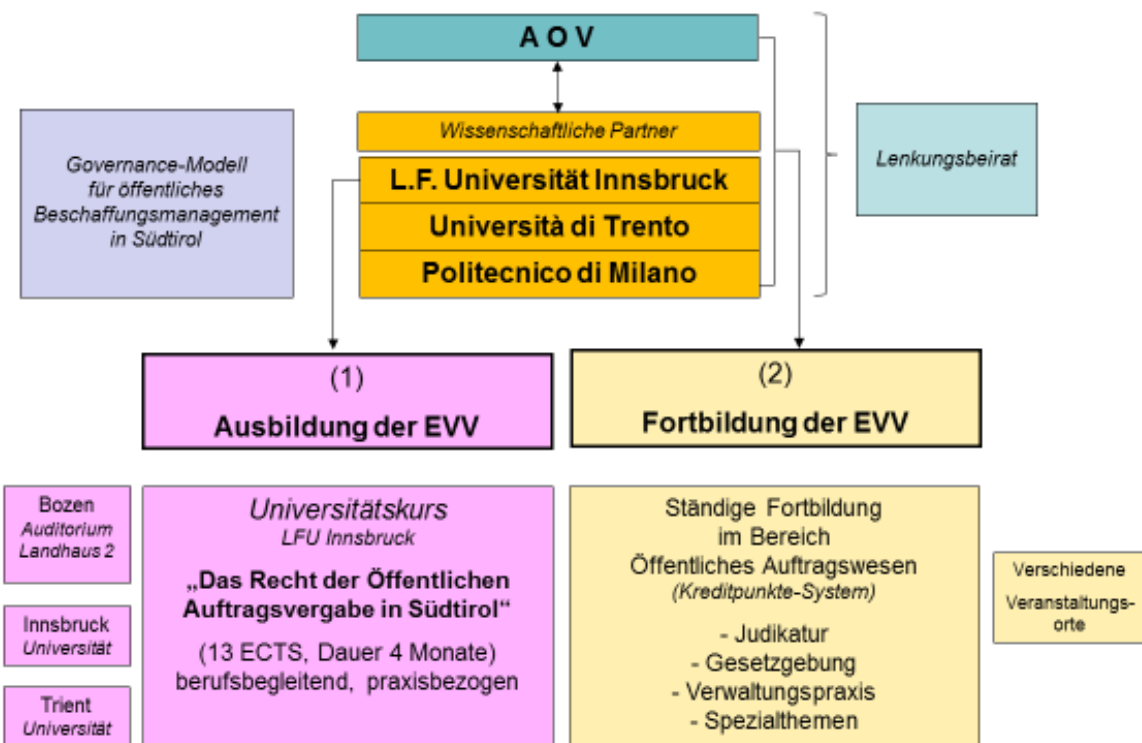 A O V
Wissenschaftliche Partner
L.F. Universität Innsbruck
Università di Trento
Politecnico di Milano
Governance-Modell
für öffentliches
Beschaffungsmanagement
in Südtirol
Lenkungsbeirat
(1)
Ausbildung der EVV
(2)
Fortbildung der EVV
Bozen
Auditorium
Landhaus 2
Innsbruck
Universität
Trient
Universität
Universitätskurs
LFU Innsbruck
„Das Recht der Öffentlichen
Auftragsvergabe in Südtirol“
(13 ECTS, Dauer 4 Monate)
berufsbegleitend, praxisbezogen
Ständige Fortbildung
im Bereich
Öffentliches Auftragswesen
(Kreditpunkte-System)
- Judikatur
- Gesetzgebung
- Verwaltungspraxis
- Spezialthemen
Verschiedene
Veranstaltungs-
orte